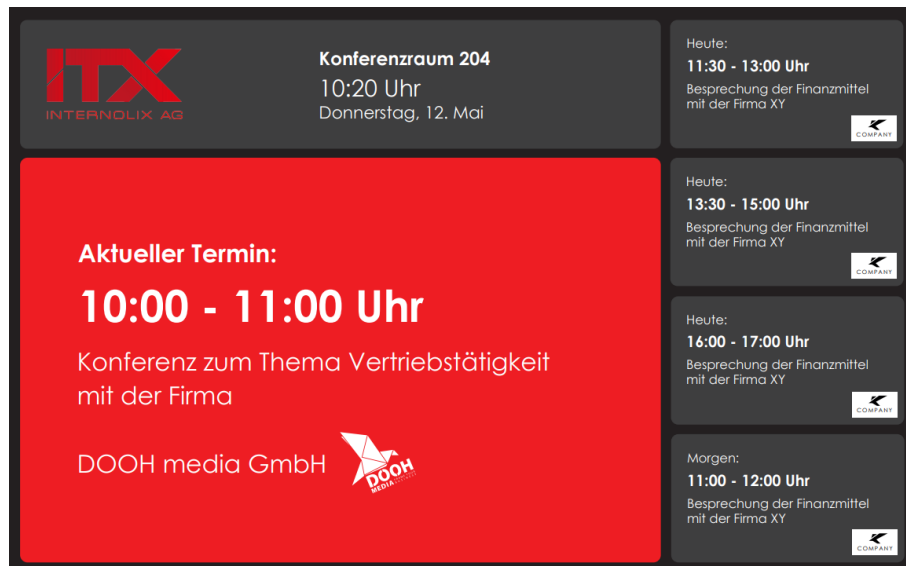 ITX
INTERNOLIX AG
Konferenzraum 204
10:20 Uhr
Donnerstag, 12. Mai
Aktueller Termin:
10:00 - 11:00 Uhr
Konferenz zum Thema Vertriebstätigkeit
mit der Firma
DOOH media GmbH
DOOH
MEDIA
Heute:
11:30 - 13:00 Uhr
Besprechung der Finanzmittel
mit der Firma XY
COMPANY
Heute:
13:30 - 15:00 Uhr
Besprechung der Finanzmittel
mit der Firma XY
COMPANY
Heute:
16:00 - 17:00 Uhr
Besprechung der Finanzmittel
mit der Firma XY
COMPANY
Morgen:
11:00 - 12:00 Uhr
Besprechung der Finanzmittel
mit der Firma XY
COMPANY